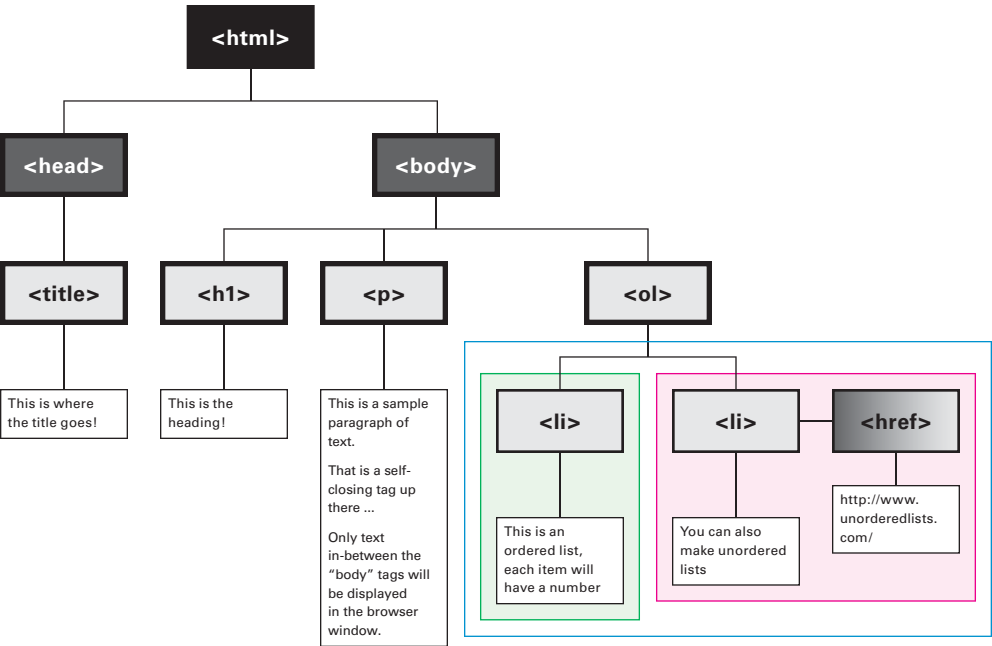 <html>
<head>
<body>
<title>
<h1>
<p>
<ol>
This is where
the title goes!
This is the
heading!
This is a sample
paragraph of
text.
That is a self-
closing tag up
there ...
Only text
in-between the
“body” tags will
be displayed
in the browser
window.
<li>
<li>
<href>
This is an
ordered list,
each item will
have a number
You can also
make unordered
lists
http://www.
unorderedlists.
com/